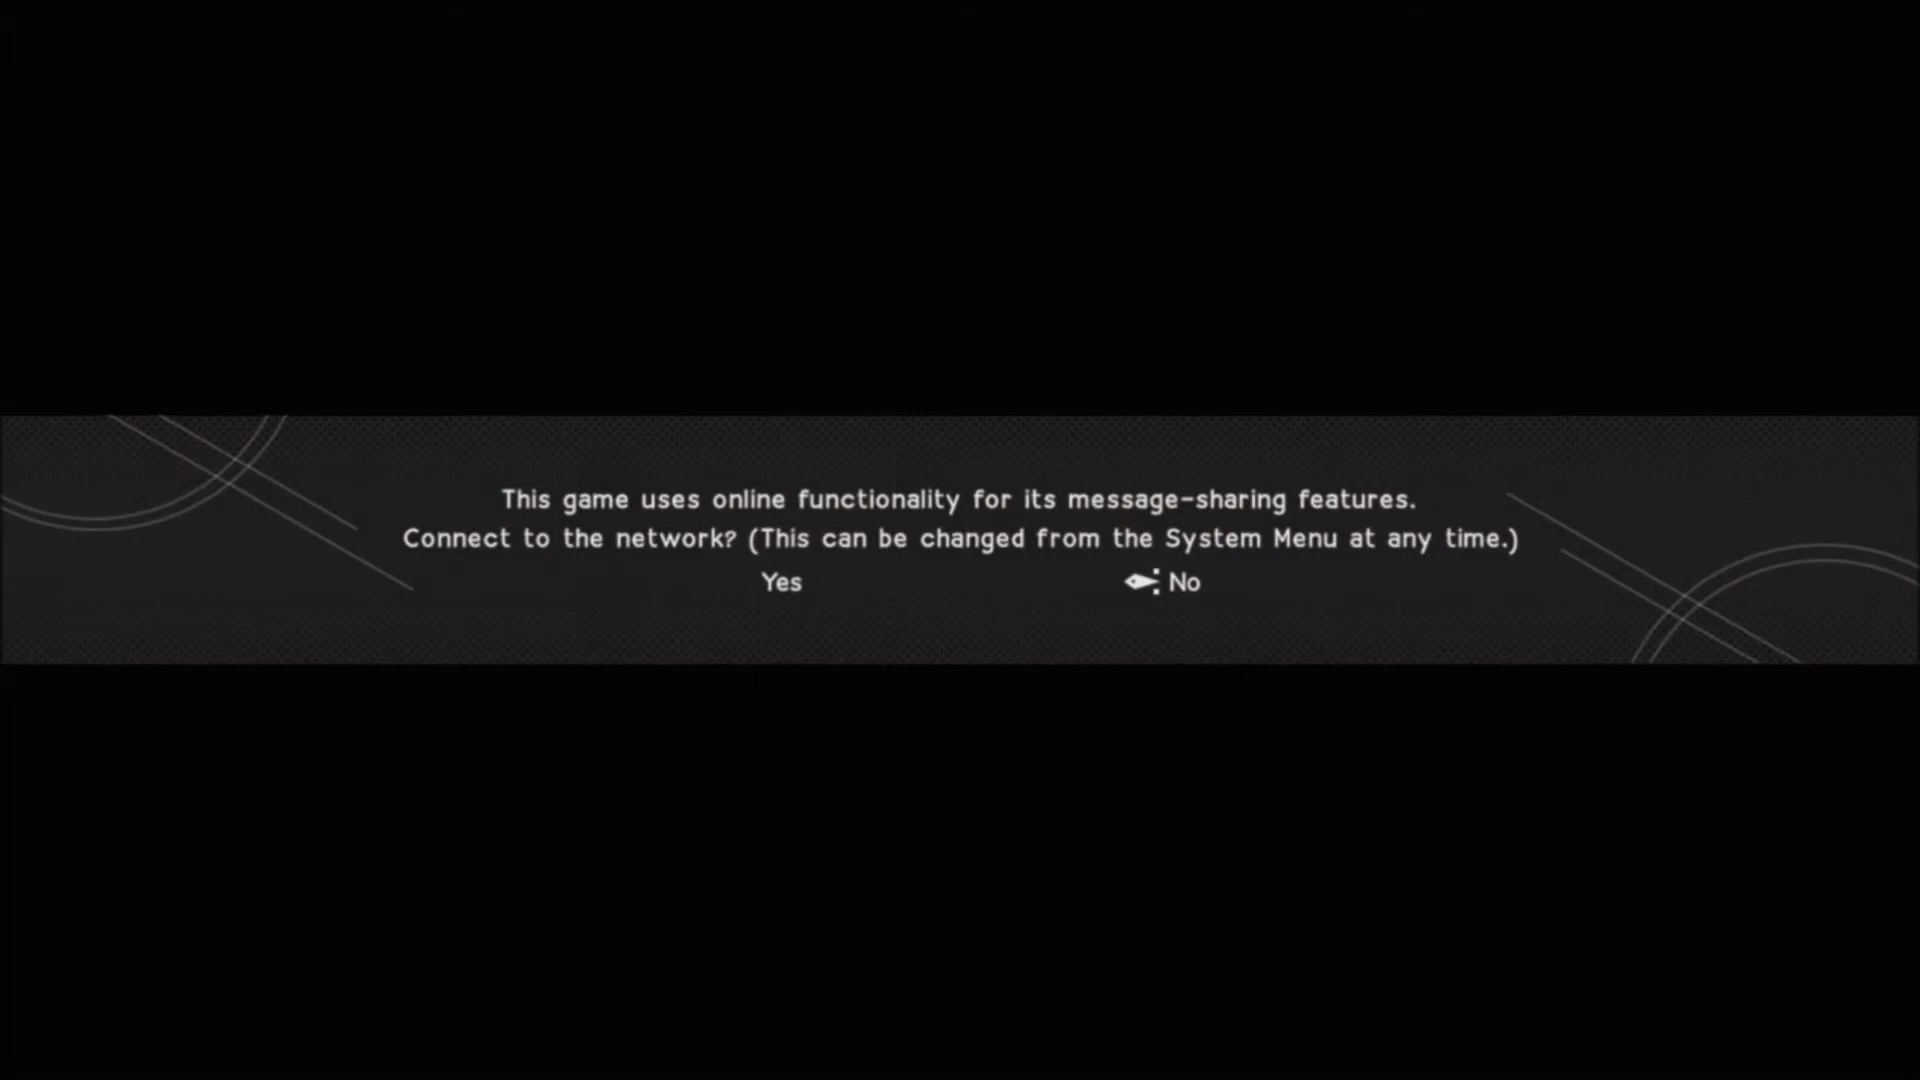 This game uses online functionality for its message-sharing features.
Connect to the network? (This can be changed from the System Menu at any time.)
Yes No